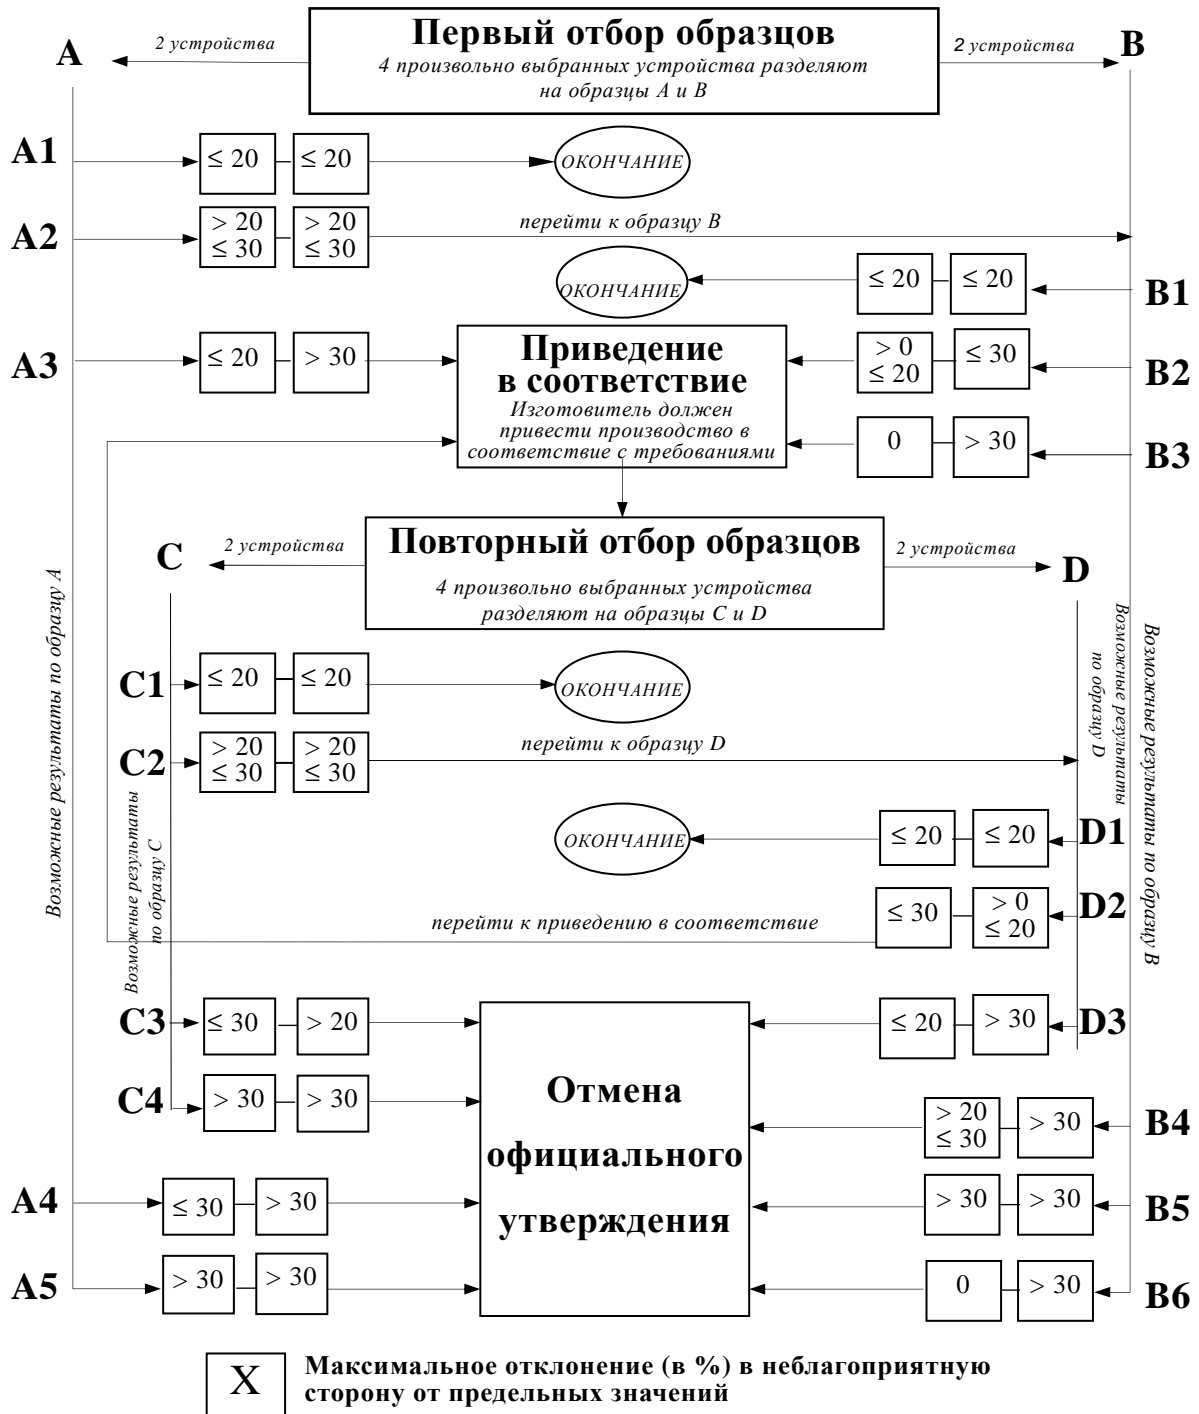 Первый отбор образцов
4 произвольно выбранных устройства разделяют
на образцы A и B
A
2 устройства
2 устройства
B
A1
≤ 20
≤ 20
ОКОНЧАНИЕ
A2
> 20
≤ 30
> 20
≤ 30
перейти к образцу B
ОКОНЧАНИЕ
≤ 20
≤ 20
B1
A3
≤ 20
> 30
Приведение
в соответствие
Изготовитель должен
привести производство в
соответствие с требованиями
> 0
≤ 20
≤ 30
B2
0
> 30
B3
C
2 устройства
Повторный отбор образцов
4 произвольно выбранных устройства
разделяют на образцы C и D
2 устройства
D
Возможные результаты по образцу A
Возможные результаты
по образцу D
Возможные результаты по образцу B
C1
≤ 20
≤ 20
ОКОНЧАНИЕ
C2
> 20
≤ 30
> 20
≤ 30
перейти к образцу D
Возможные результаты
по образцу C
ОКОНЧАНИЕ
≤ 20
≤ 20
D1
перейти к приведению в соответствие
≤ 30
> 0
≤ 20
D2
C3
≤ 30
> 20
Отмена
официального
утверждения
≤ 20
> 30
D3
C4
> 30
> 30
> 20
≤ 30
> 30
B4
A4
≤ 30
> 30
> 30
> 30
B5
A5
> 30
> 30
0
> 30
B6
X
Максимальное отклонение (в %) в неблагоприятную
сторону от предельных значений